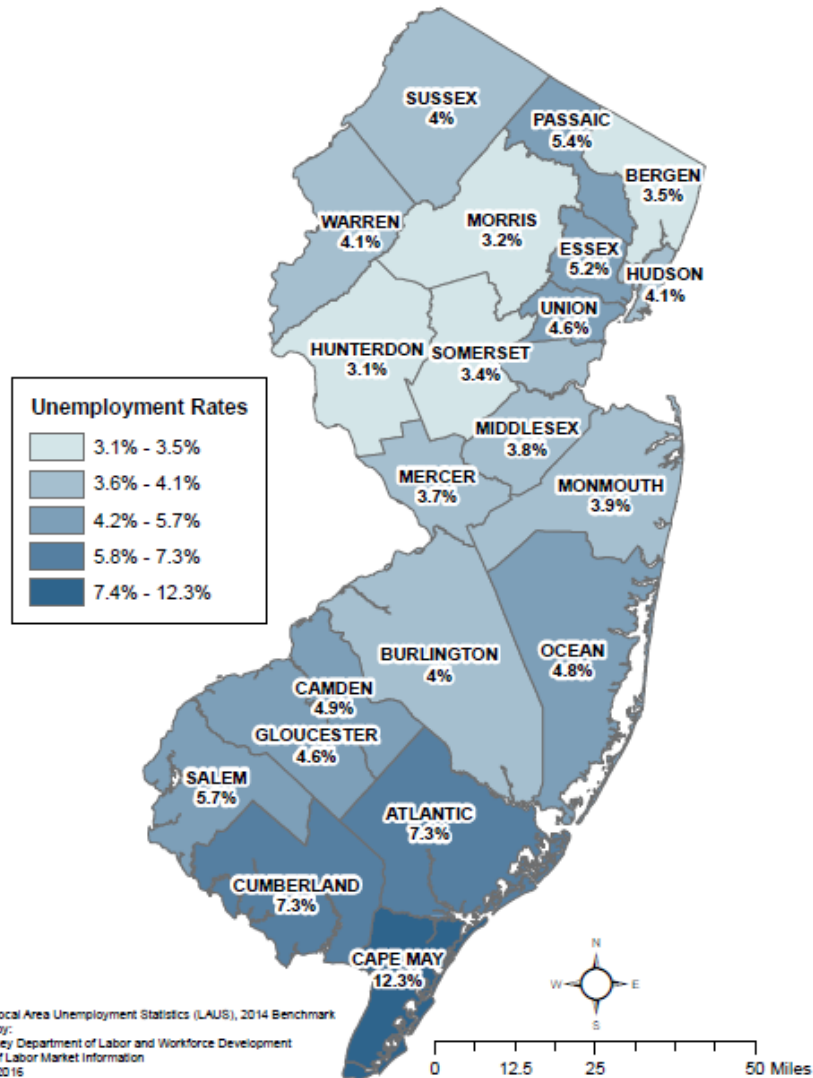 SUSSEX
4%
PASSAIC
5.4%
BERGEN
3.5%
WARREN
4.1%
MORRIS
3.2%
ESSEX
5.2%
HUDSON
4.1%
UNION
4.6%
HUNTERDON
3.1%
SOMERSET
3.4%
MIDDLESEX
3.8%
MERCER
3.7%
MONMOUTH
3.9%
Unemployment Rates
3.1% - 3.5%
3.6% - 4.1%
4.2% - 5.7%
5.8% - 7.3%
7.4% - 12.3%
BURLINGTON
4%
OCEAN
4.8%
CAMDEN
4.9%
GLOUCESTER
4.6%
SALEM
5.7%
ATLANTIC
7.3%
CUMBERLAND
7.3%
CAPE MAY
12.3%
N
W E
S
ocal Area Unemployment Statistics (LAUS), 2014 Benchmark
by:
ey Department of Labor and Workforce Development
f Labor Market Information
2016
0 12.5 25 50 Miles